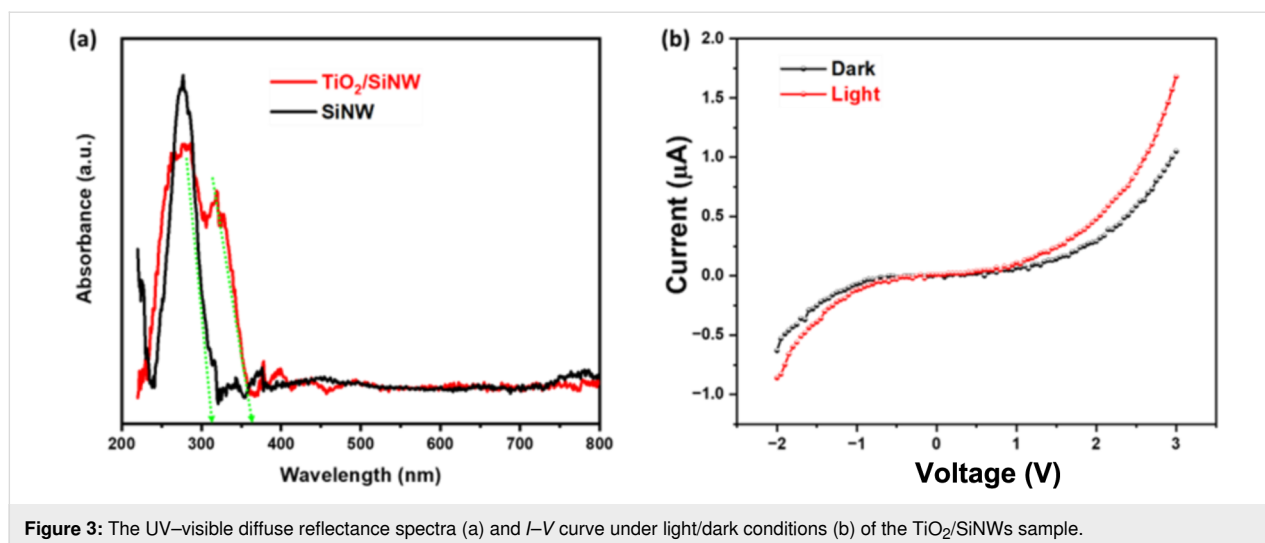 (a)
TiO2/SiNW
SiNW
Absorbance (a.u.)
200 300 400 500 600 700 800
Wavelength (nm)
(b)
Dark
Light
Current (μA)
2.0
1.5
1.0
0.5
0.0
−0.5
−1.0
−2 −1 0 1 2 3
Voltage (V)
Figure 3: The UV–visible diffuse reflectance spectra (a) and I–V curve under light/dark conditions (b) of the TiO2/SiNWs sample.